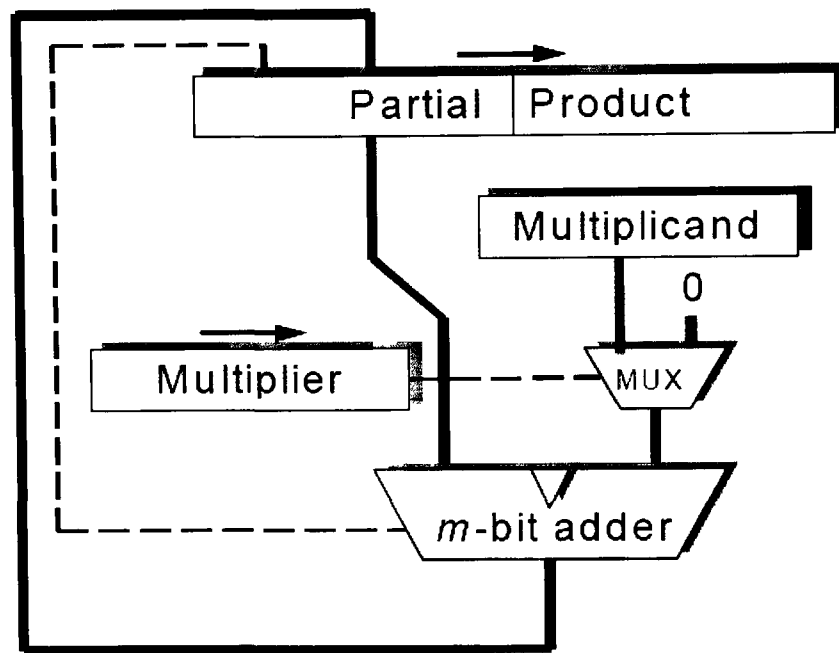 Partial Product
Multiplicand
0
Multiplier
MUX
m-bit adder